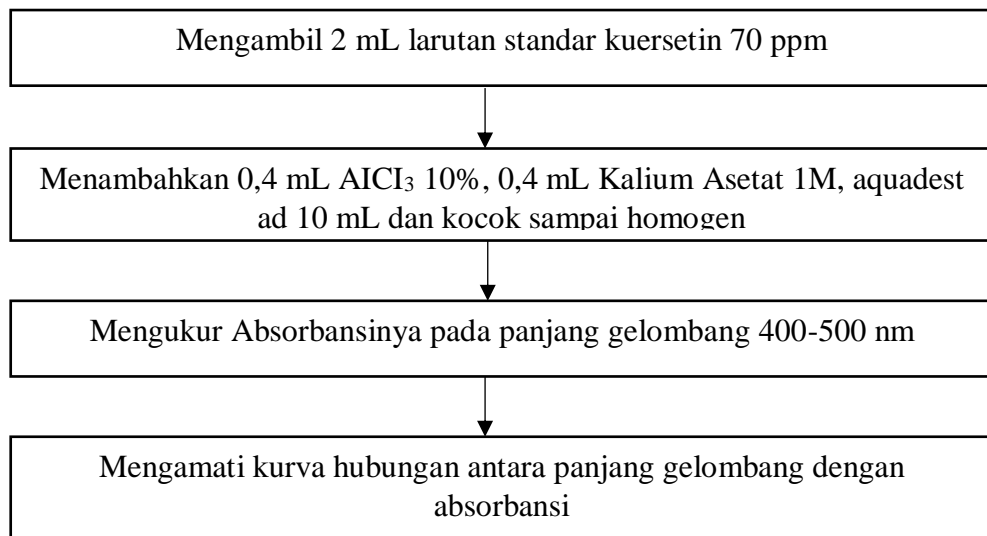 Mengambil 2 mL larutan standar kuersetin 70 ppm
Menambahkan 0,4 mL AICI₃ 10%, 0,4 mL Kalium Asetat 1M, aquadest
ad 10 mL dan kocok sampai homogen
Mengukur Absorbansinya pada panjang gelombang 400-500 nm
Mengamati kurva hubungan antara panjang gelombang dengan
absorbansi